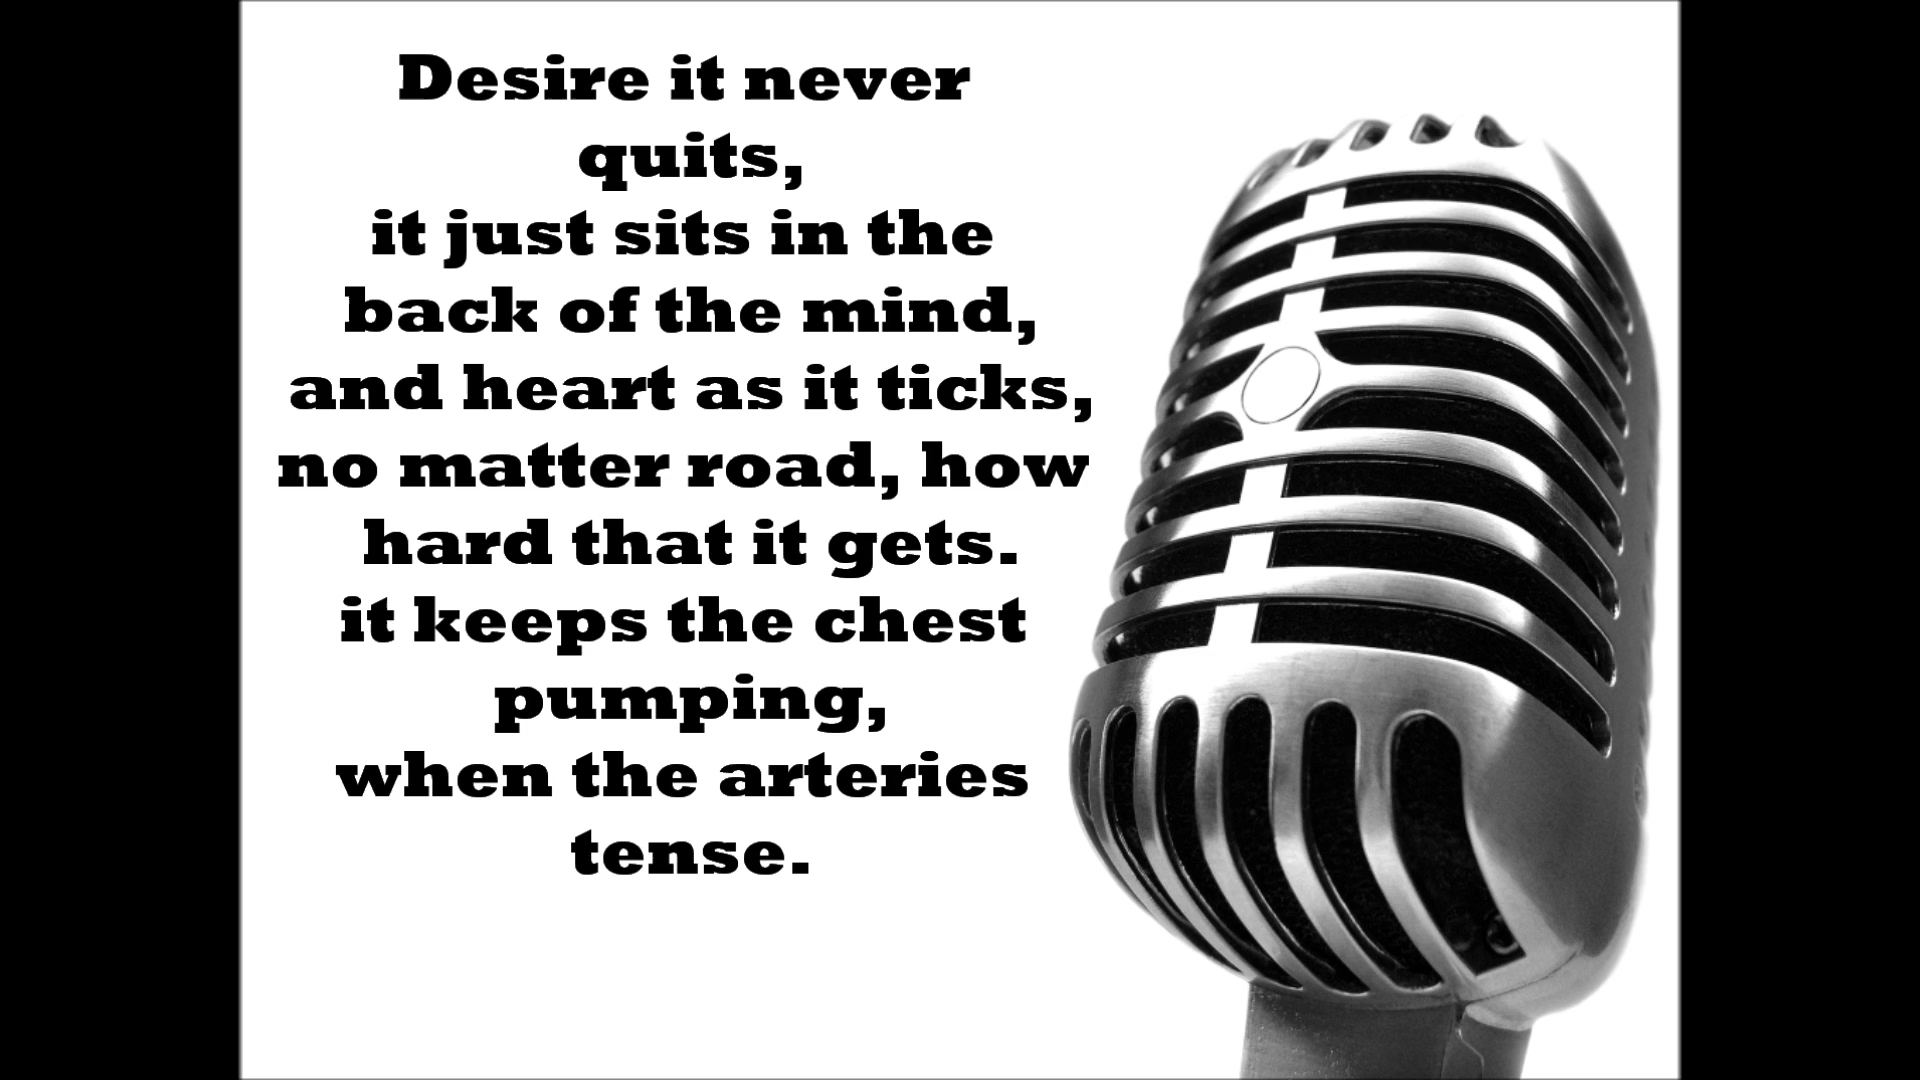 Desire it never
quits,
it just sits in the
back of the mind,
and heart as it ticks,
no matter road, how
hard that it gets.
it keeps the chest
pumping,
when the arteries
tense.